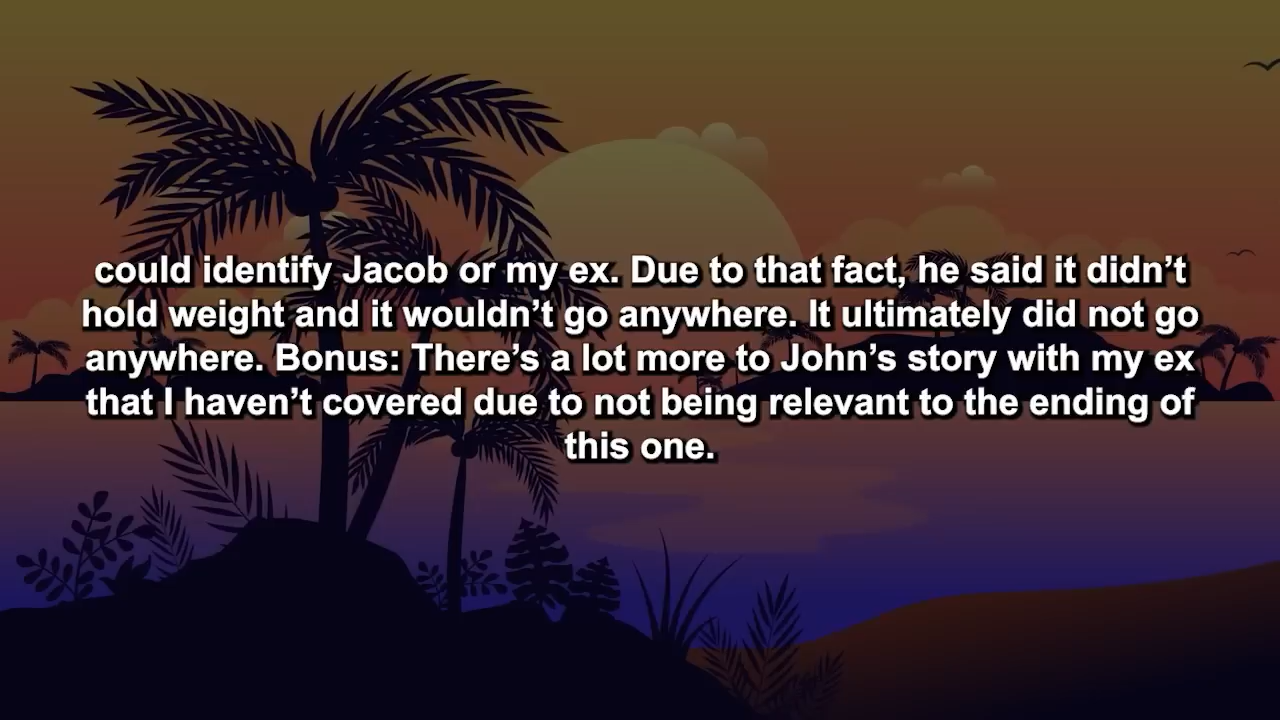 could identify Jacob or my ex. Due to that fact, he said it didn’t
hold weight and it wouldn’t go anywhere. It ultimately did not go
anywhere. Bonus: There’s a lot more to John’s story with my ex
that I haven’t covered due to not being relevant to the ending of
this one.